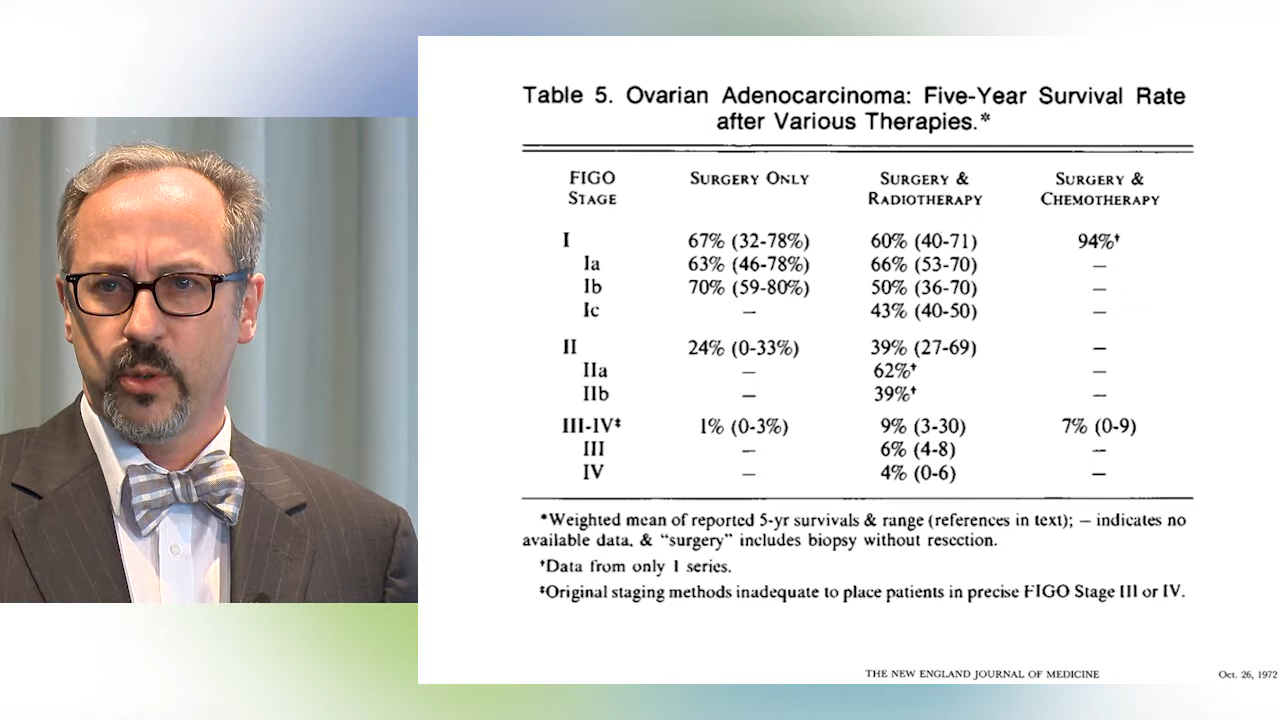 Table 5. Ovarian Adenocarcinoma: Five-Year Survival Rate
after Various Therapies.*
FIGO STAGE SURGERY ONLY SURGERY & RADIOTHERAPY SURGERY & CHEMOTHERAPY
I 67% (32-78%) 60% (40-71) 94%†
Ia 63% (46-78%) 66% (53-70) –
Ib 70% (59-80%) 50% (36-70) –
Ic – 43% (40-50) –
II 24% (0-33%) 39% (27-69) –
IIa – 62%† –
IIb – 39%† –
III-IV‡ 1% (0-3%) 9% (3-30) 7% (0-9)
III – 6% (4-8) –
IV – 4% (0-6) –
*Weighted mean of reported 5-yr survivals & range (references in text); – indicates no
available data, & “surgery” includes biopsy without resection.
†Data from only 1 series.
‡Original staging methods inadequate to place patients in precise FIGO Stage III or IV.
THE NEW ENGLAND JOURNAL OF MEDICINE Oct. 26, 1972